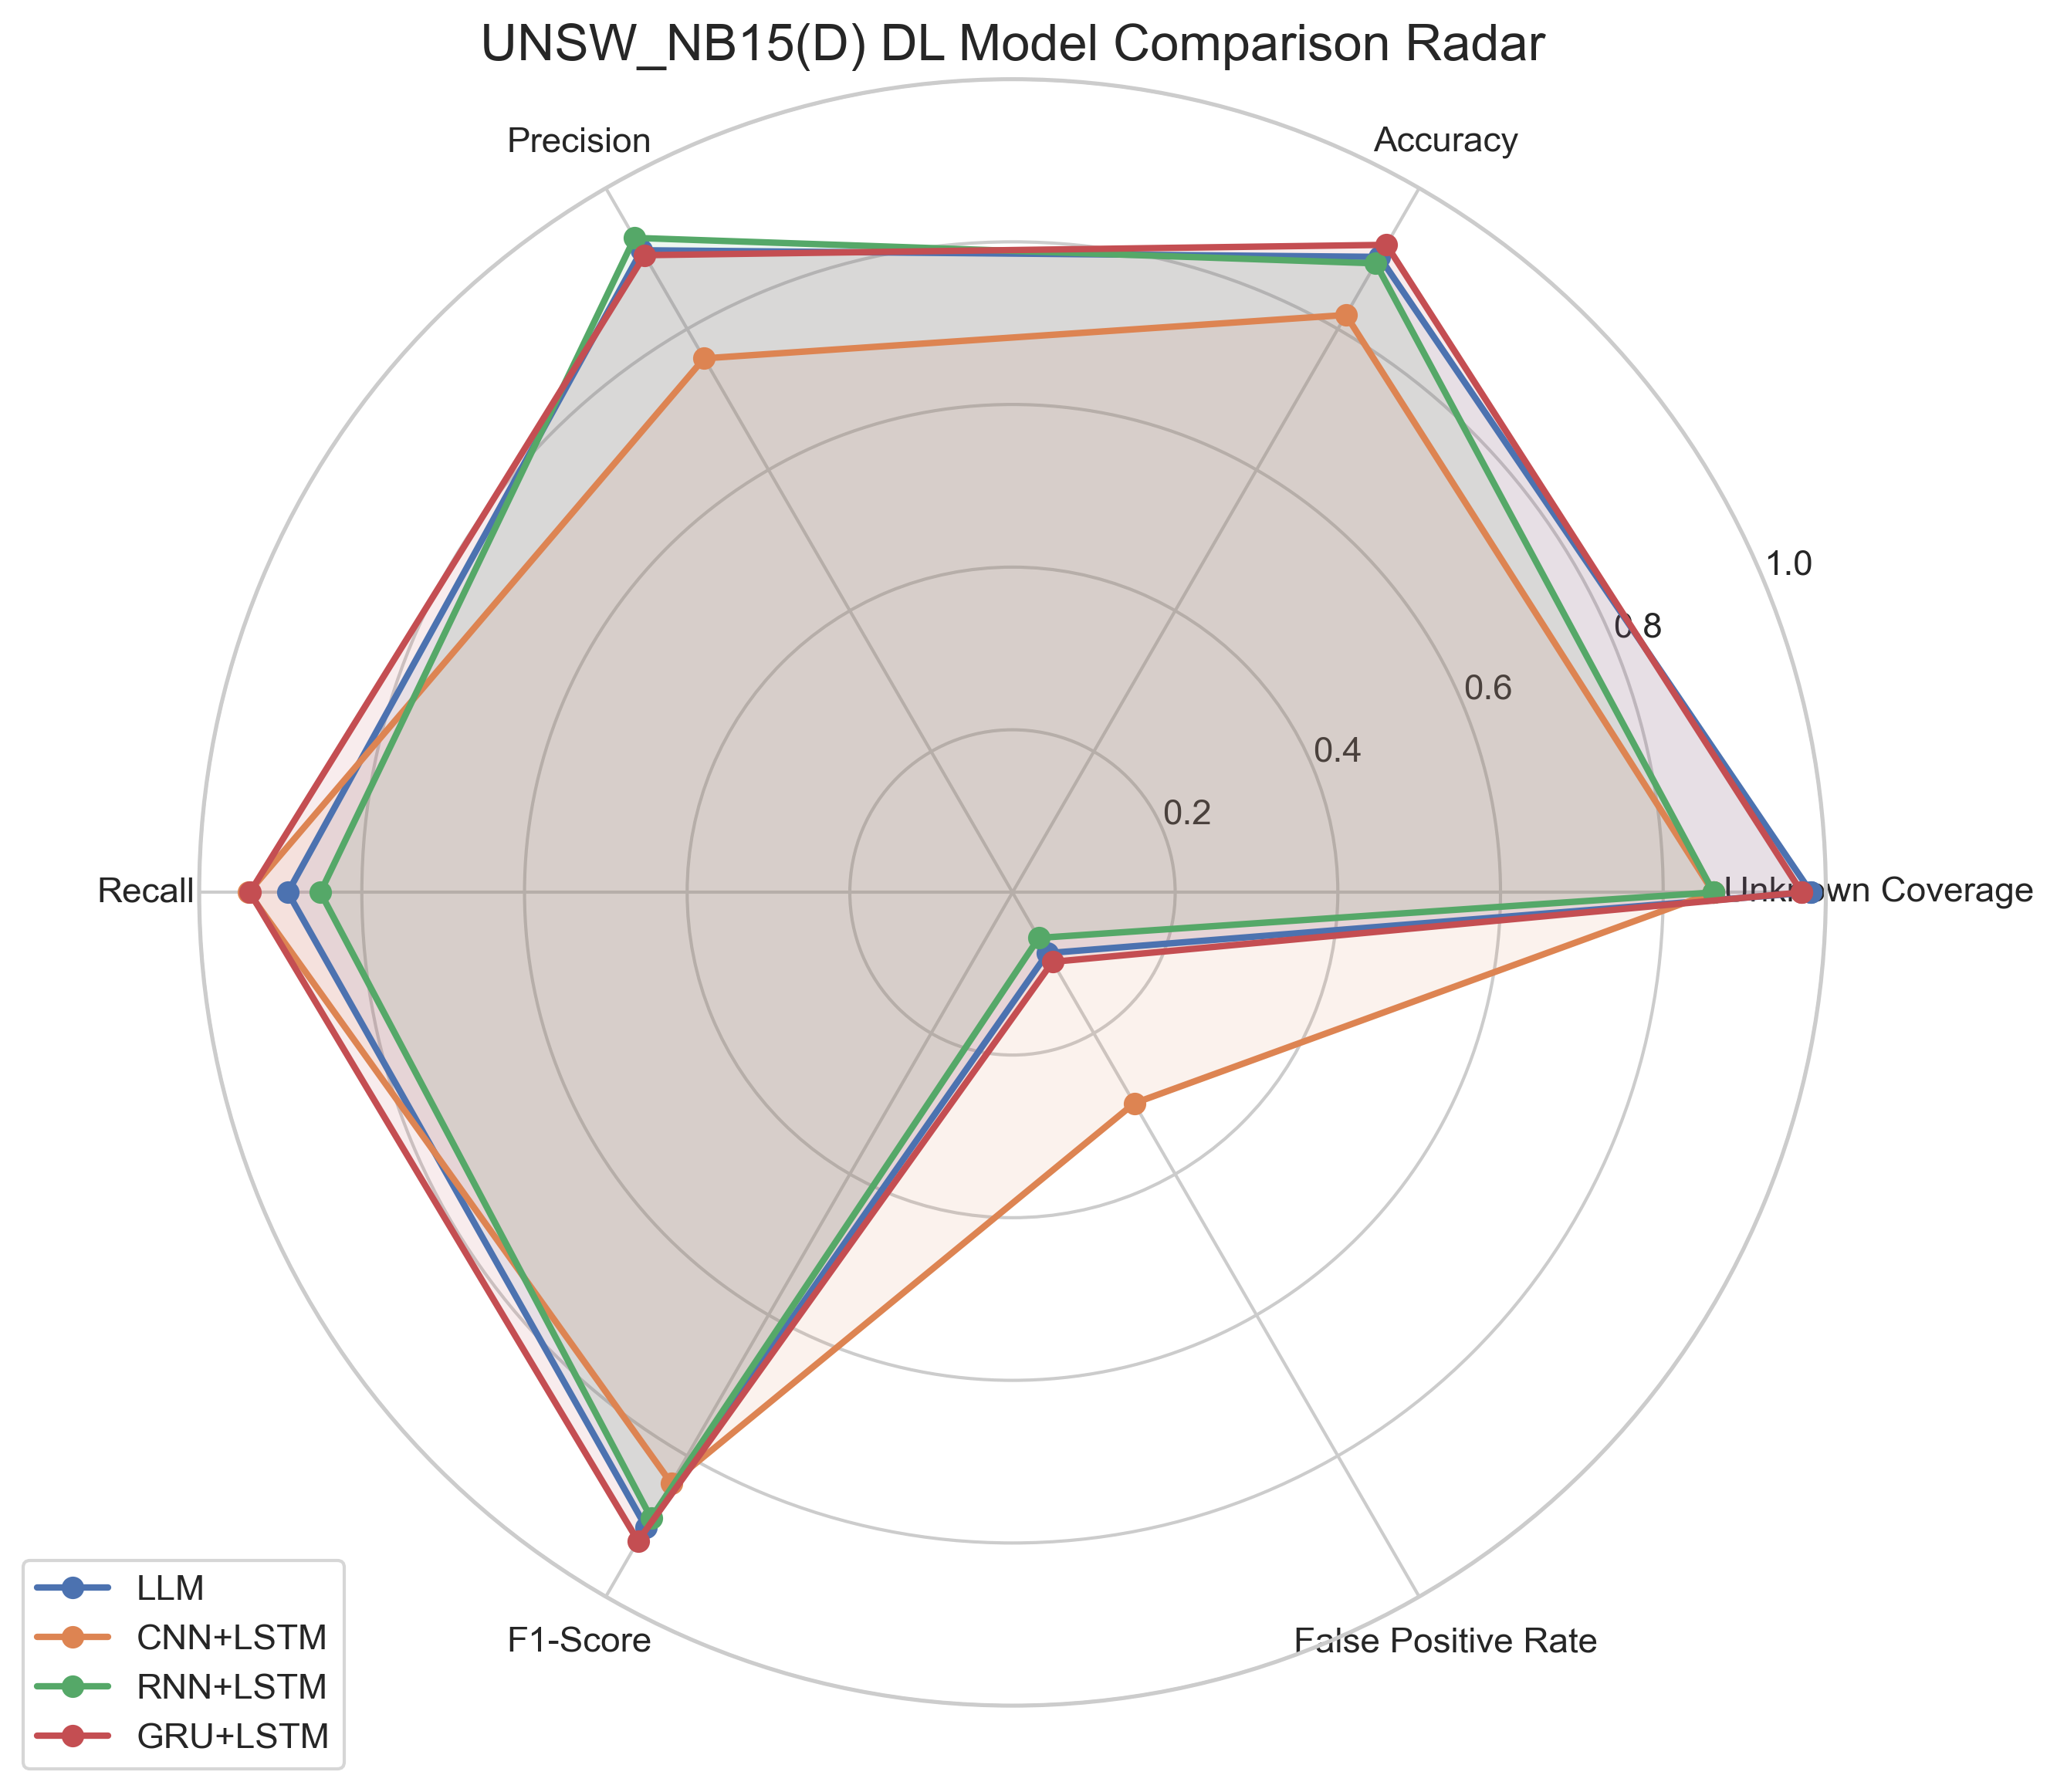 UNSW_NB15(D) DL Model Comparison Radar
Precision
Accuracy
1.0
0.8
0.6
0.4
0.2
Recall
Unknown Coverage
F1-Score
False Positive Rate
LLM
CNN+LSTM
RNN+LSTM
GRU+LSTM